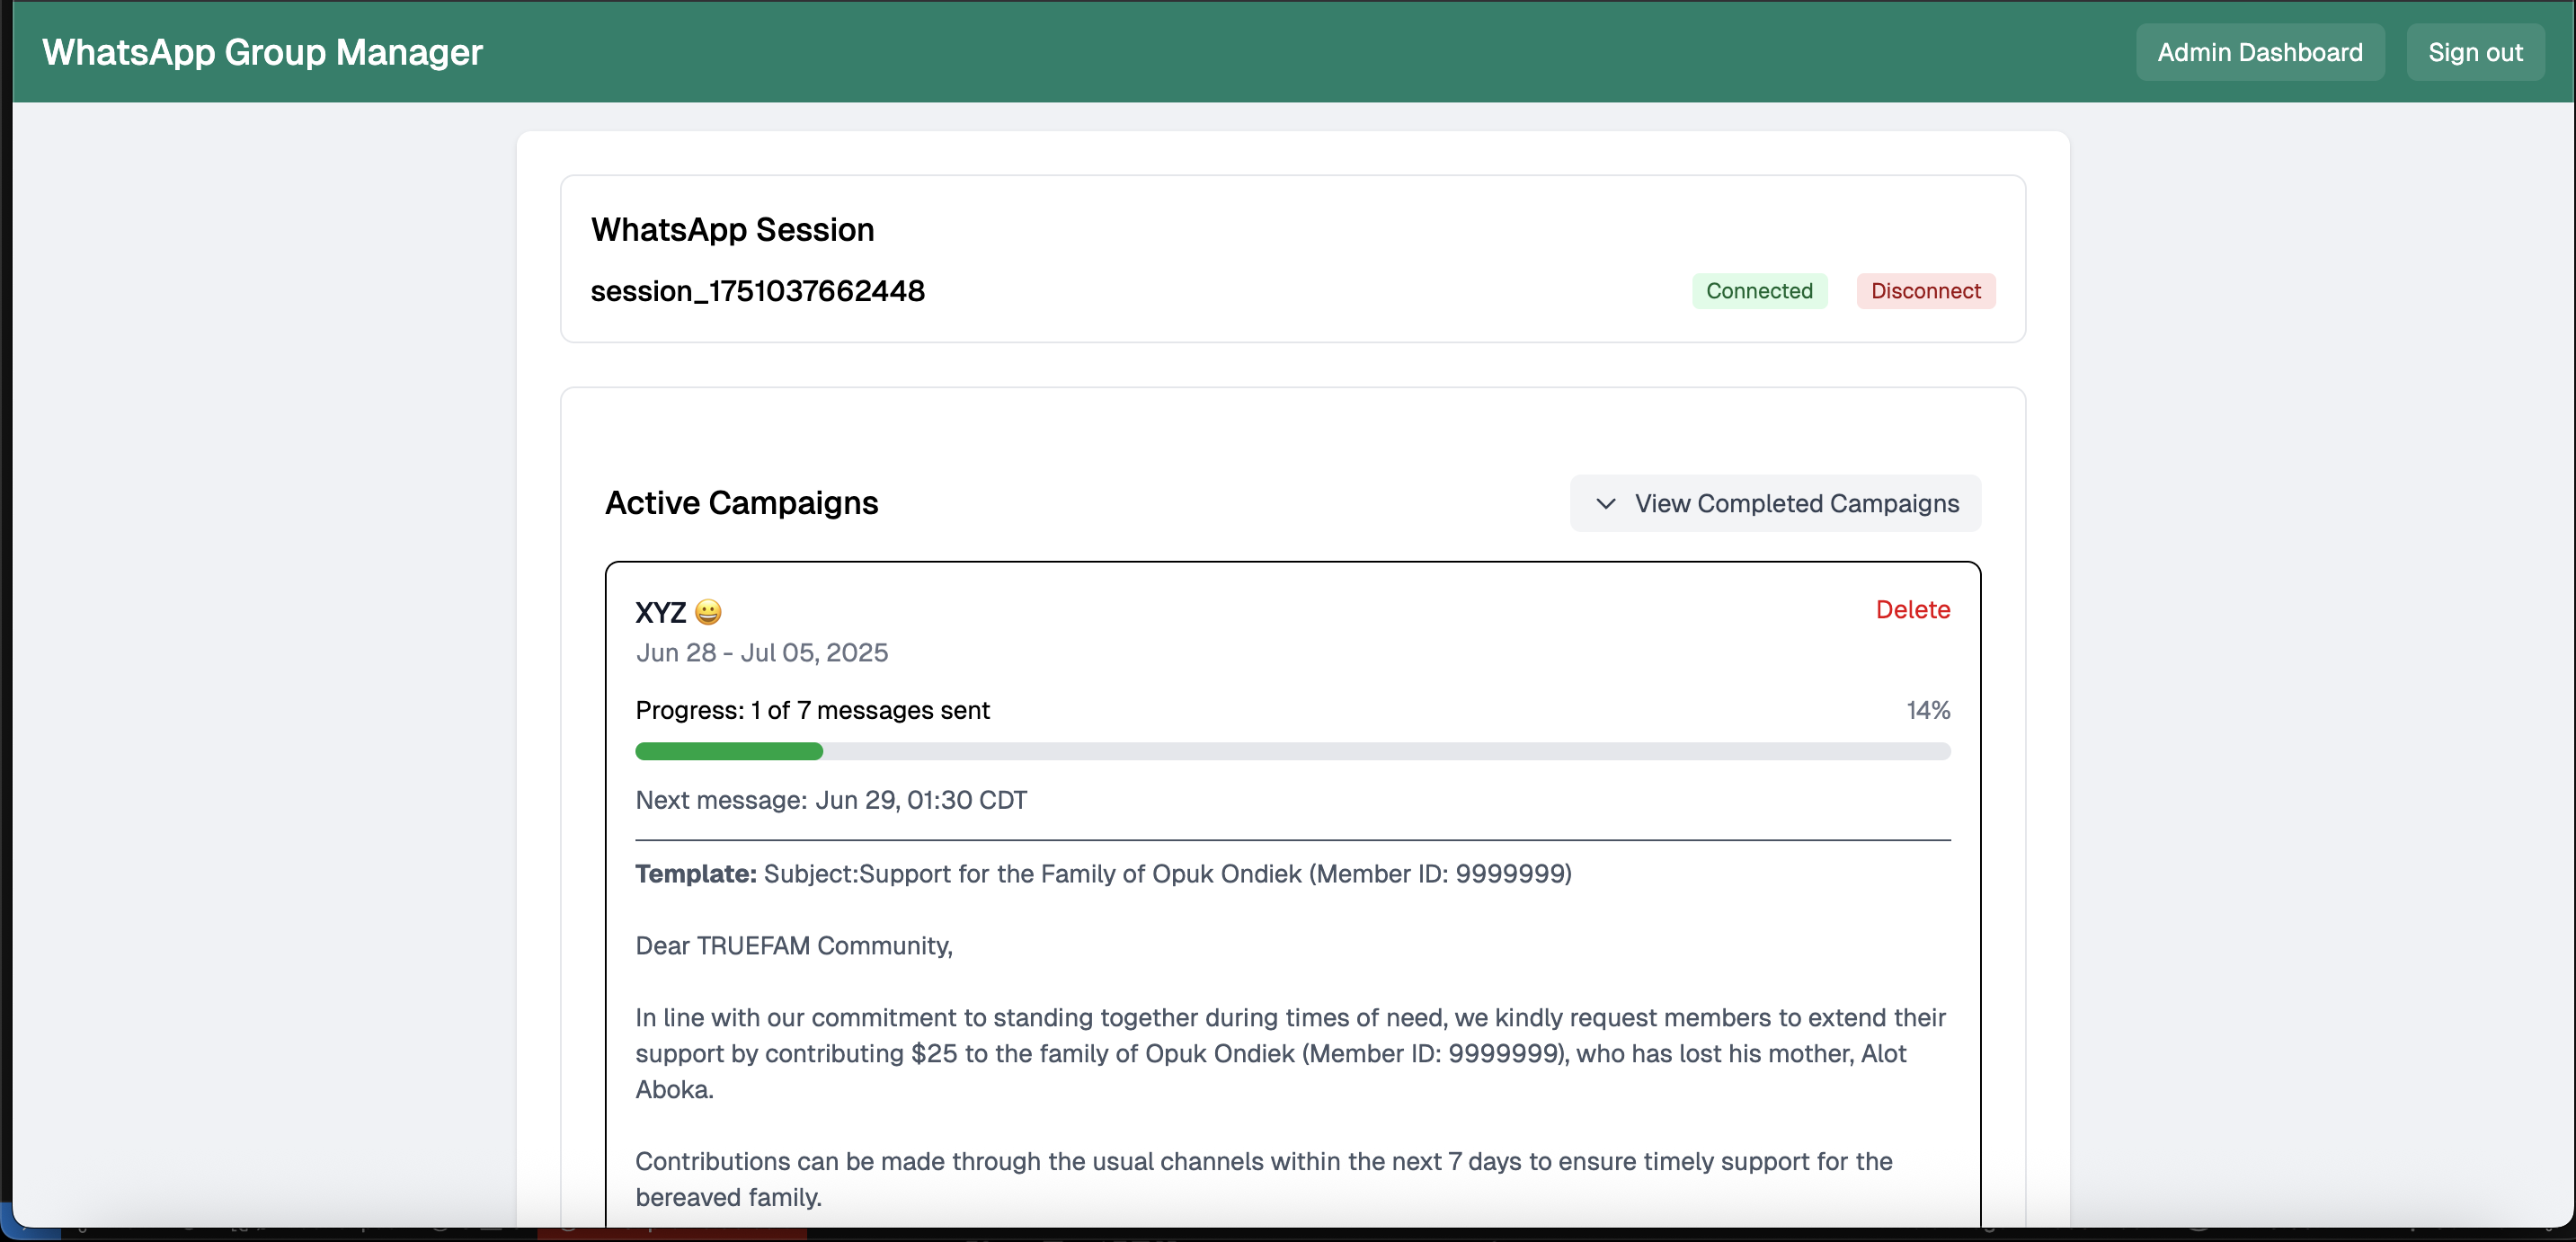 WhatsApp Group Manager
Admin Dashboard
Sign out
WhatsApp Session
session_1751037662448
Connected
Disconnect
Active Campaigns
View Completed Campaigns
XYZ 😀
Delete
Jun 28 - Jul 05, 2025
Progress: 1 of 7 messages sent
14%
Next message: Jun 29, 01:30 CDT
Template: Subject:Support for the Family of Opuk Ondiek (Member ID: 9999999)
Dear TRUEFAM Community,
In line with our commitment to standing together during times of need, we kindly request members to extend their
support by contributing $25 to the family of Opuk Ondiek (Member ID: 9999999), who has lost his mother, Alot
Aboka.
Contributions can be made through the usual channels within the next 7 days to ensure timely support for the
bereaved family.